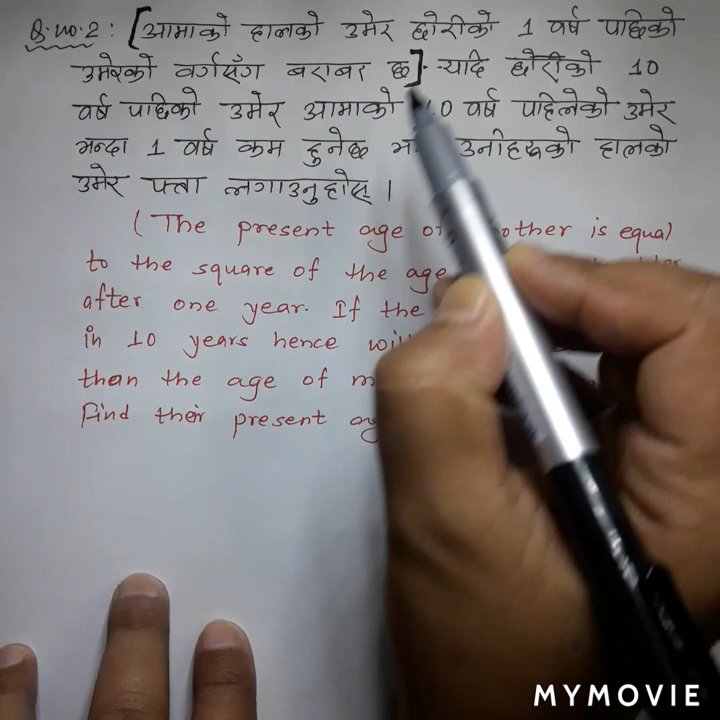 Q.no.2: [आमाको हालको उमेर छोरीको 1 वर्ष पछिको
उमेरको वर्गसँग बराबर छ]. यदि छोरीको 10
वर्ष पछिको उमेर आमाको 10 वर्ष पहिलेको उमेर
भन्दा 1 वर्ष कम हुनेछ उनीहरूको हालको
उमेर पत्ता लगाउनुहोस् ।
(The present age of mother is equal
to the square of the age
after one year. If the
in 10 years hence
than the age of
Find their present
MYMOVIE